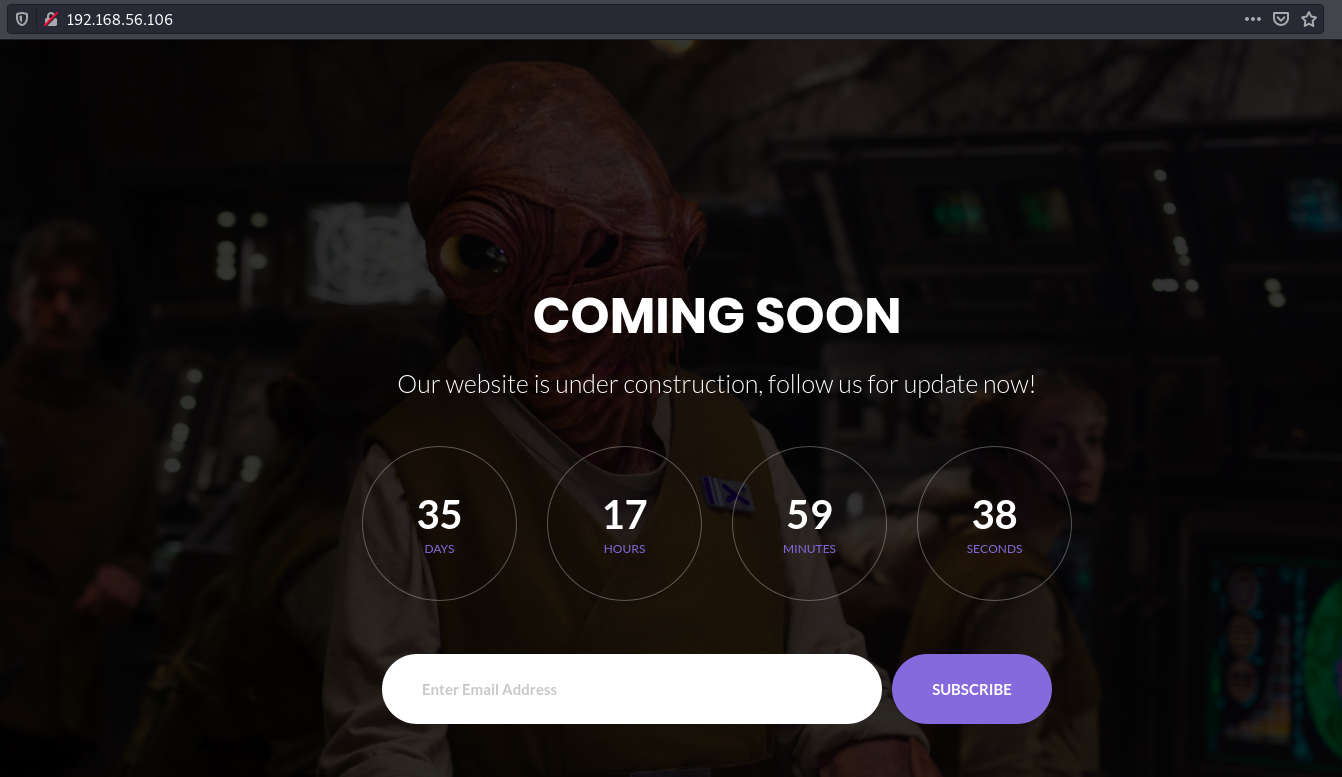 192.168.56.106
COMING SOON
Our website is under construction, follow us for update now!
35 17 59 38
DAYS HOURS MINUTES SECONDS
Enter Email Address SUBSCRIBE